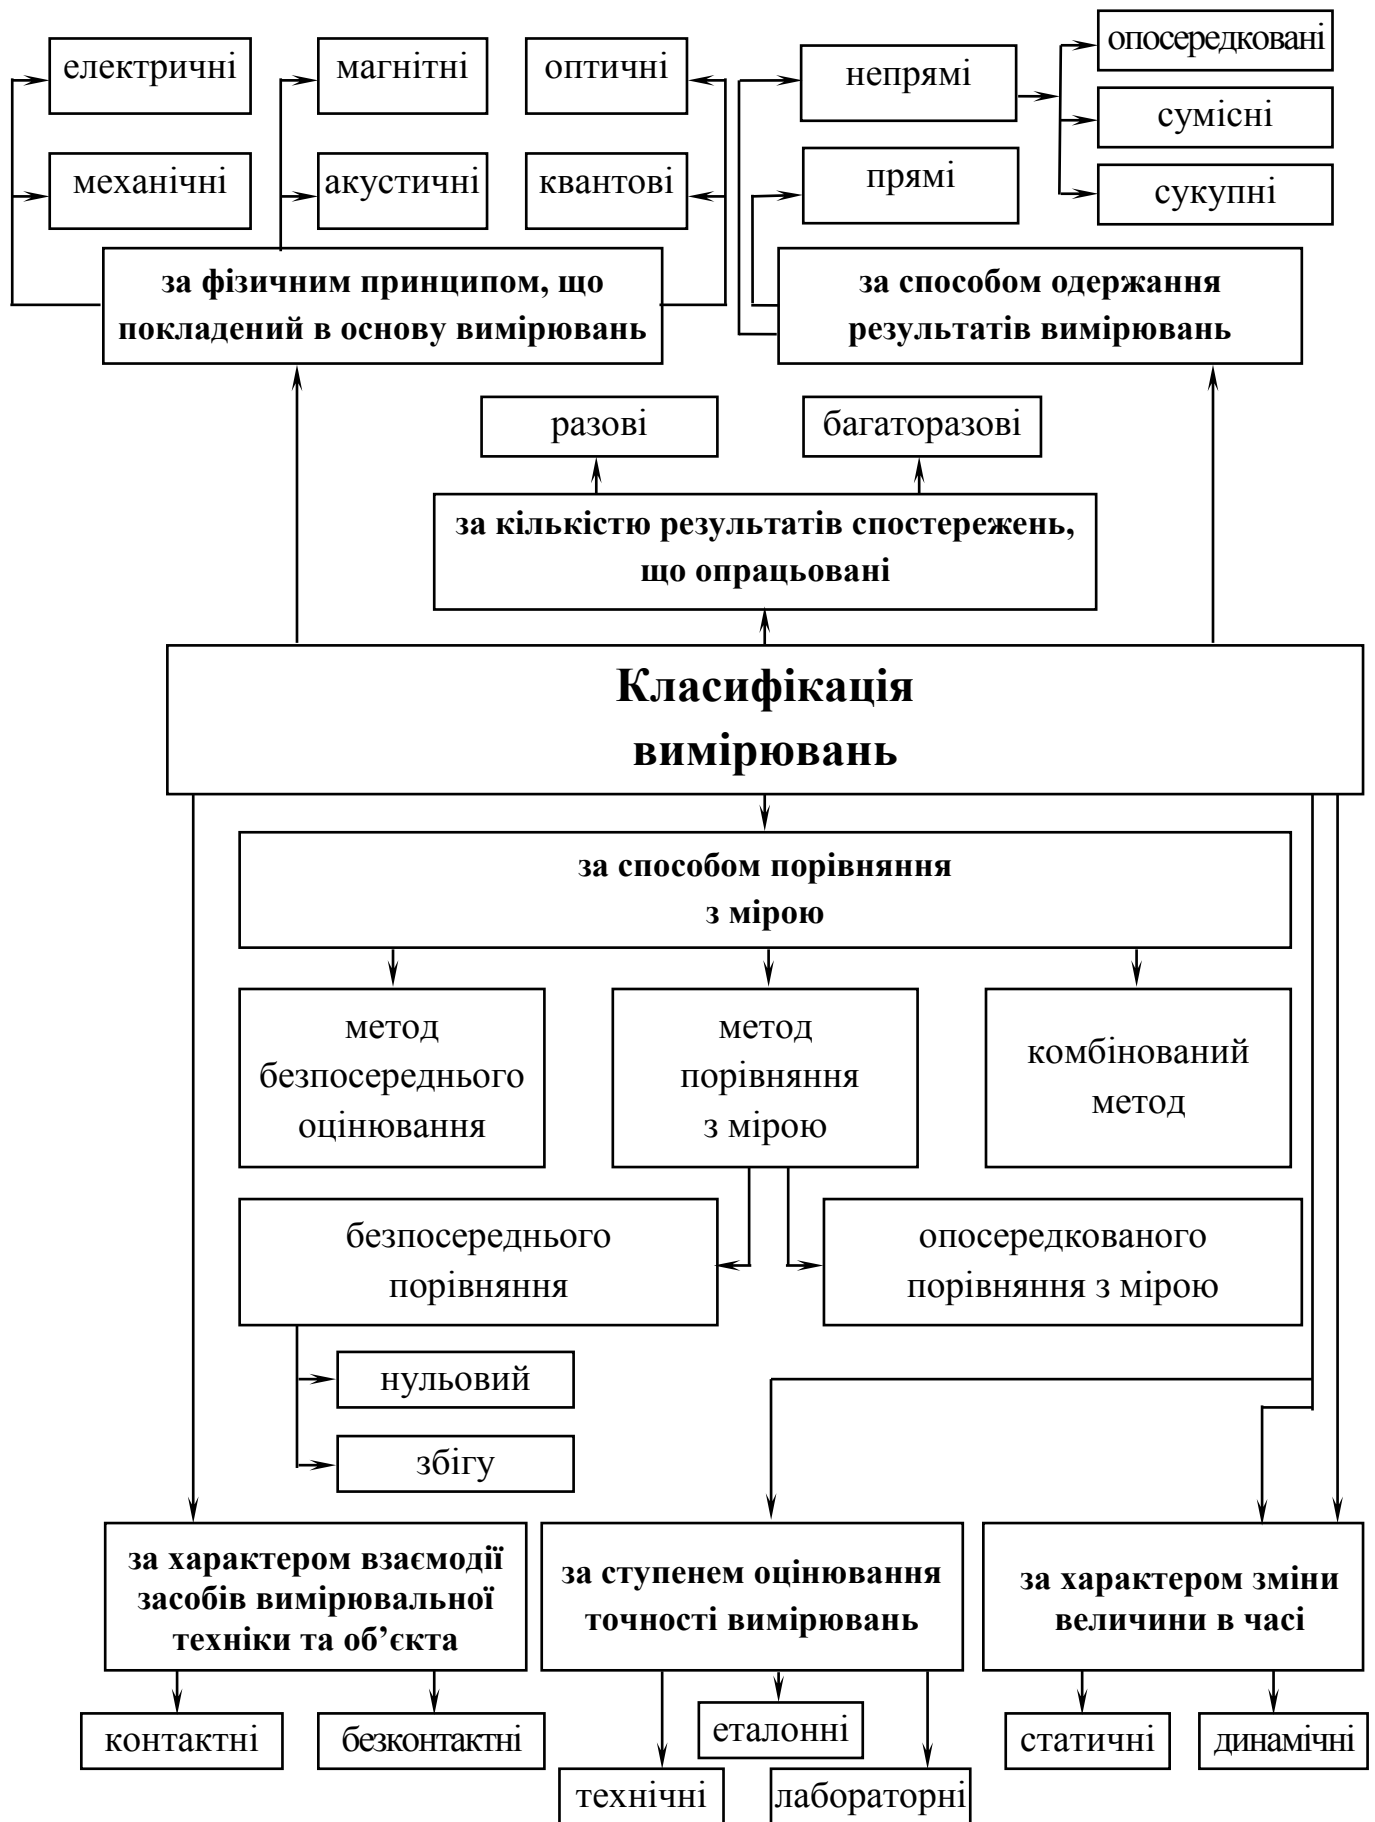 електричні
магнітні
оптичні
непрямі
опосередковані
сумісні
механічні
акустичні
квантові
прямі
сукупні
за фізичним принципом, що
покладений в основу вимірювань
за способом одержання
результатів вимірювань
разові
багаторазові
за кількістю результатів спостережень,
що опрацьовані
Класифікація
вимірювань
за способом порівняння
з мірою
метод
безпосереднього
оцінювання
метод
порівняння
з мірою
комбінований
метод
безпосереднього
порівняння
опосередкованого
порівняння з мірою
нульовий
збігу
за характером взаємодії
засобів вимірювальної
техніки та об’єкта
за ступенем оцінювання
точності вимірювань
за характером зміни
величини в часі
контактні
безконтактні
еталонні
технічні
лабораторні
статичні
динамічні